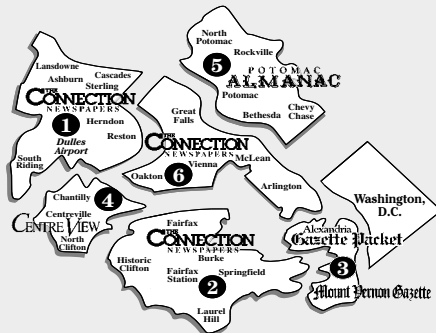 North
Potomac
Rockville
5
POTOMAC
ALMANAC
Potomac
Bethesda
Chevy
Chase
Lansdowne
Ashburn
Cascades
Sterling
THE
CONNECTION
NEWSPAPERS
1
Herndon
Dulles
Airport
Reston
South
Riding
Great
Falls
THE
CONNECTION
NEWSPAPERS
Vienna
McLean
Oakton
6
Arlington
Washington,
D.C.
Chantilly
4
Centreville
CENTRE VIEW
North
Clifton
Fairfax
THE
CONNECTION
NEWSPAPERS
Burke
Historic
Clifton
Fairfax
Station
Springfield
2
Laurel
Hill
Alexandria
Gazette Packet
3
Mount Vernon Gazette